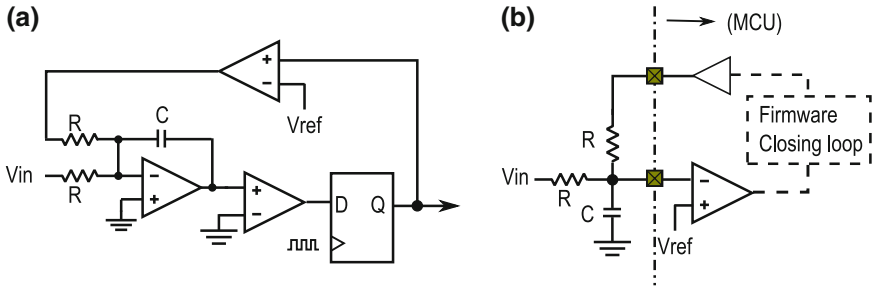 (a)
R
C
Vref
Vin
R
D
Q
(b)
(MCU)
R
Firmware
Closing loop
Vin
R
C
Vref